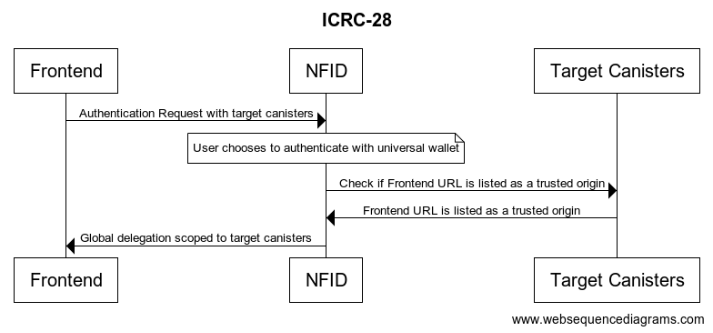 ICRC-28
Frontend
NFID
Target Canisters
Authentication Request with target canisters
User chooses to authenticate with universal wallet
Check if Frontend URL is listed as a trusted origin
Frontend URL is listed as a trusted origin
Global delegation scoped to target canisters
Frontend
NFID
Target Canisters
www.websequencediagrams.com